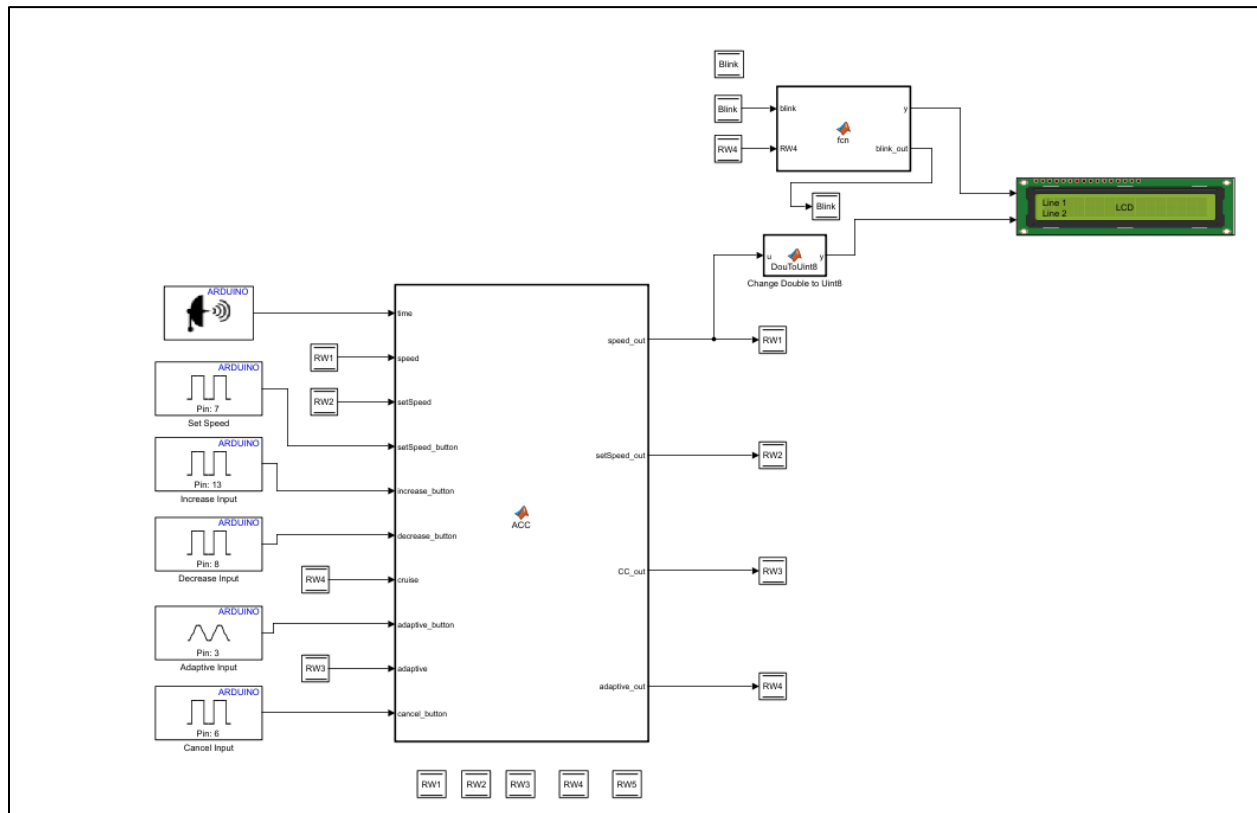 Blink
Blink
RW4
blink
RW4
fcn
y
blink_out
Blink
Line 1
Line 2
LCD
u
DouToUint8
y
Change Double to Uint8
ARDUINO
RW1
RW2
ARDUINO
Pin: 7
Set Speed
ARDUINO
Pin: 13
Increase Input
ARDUINO
Pin: 8
Decrease Input
RW4
ARDUINO
Pin: 3
Adaptive Input
RW3
ARDUINO
Pin: 6
Cancel Input
time
speed
setSpeed
setSpeed_button
increase_button
decrease_button
cruise
adaptive_button
adaptive
cancel_button
ACC
speed_out
setSpeed_out
CC_out
adaptive_out
RW1
RW2
RW3
RW4
RW1
RW2
RW3
RW4
RW5